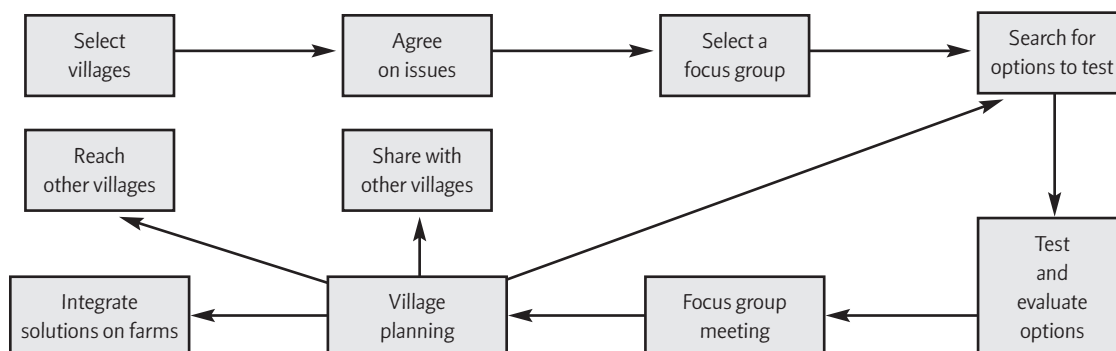 Select
villages
Agree
on issues
Select a
focus group
Search for
options to test
Reach
other villages
Share with
other villages
Test
and
evaluate
options
Integrate
solutions on farms
Village
planning
Focus group
meeting